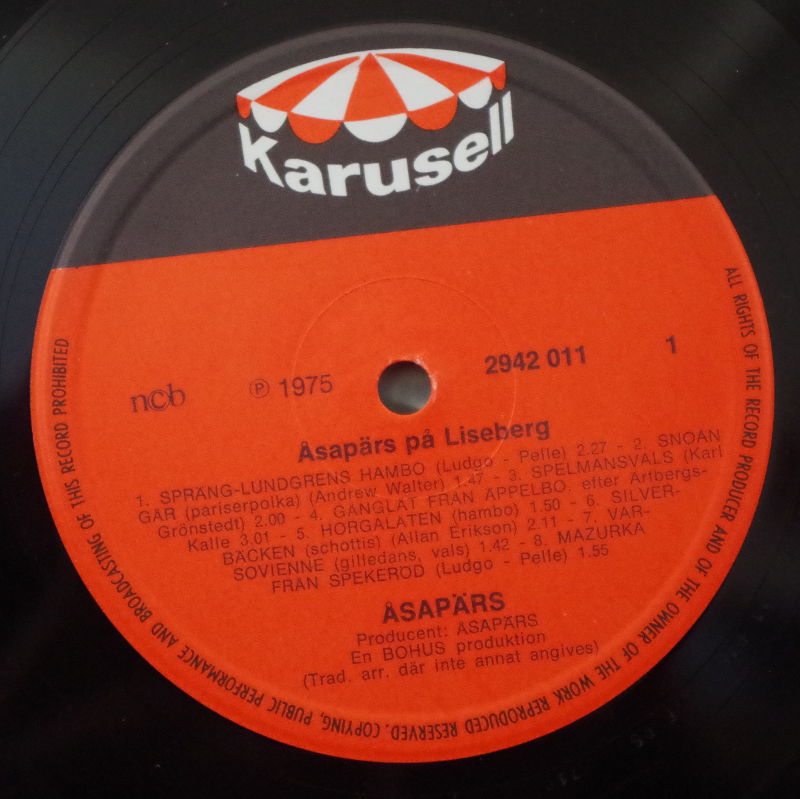 Karusell
ncb
℗ 1975
2942 011
1
Åsapärs på Liseberg
1. SPRÄNG-LUNDGRENS HAMBO (Ludgo - Pelle) 2.27 - 2. SNOAN
GÅR (pariserpolka) (Andrew Walter) 1.47 - 3. SPELMANSVALS (Karl
Grönstedt) 2.00 - 4. GÅNGLÅT FRÅN ÄPPELBO. efter Artbergs-
Kalle 3.01 - 5. HORGALÅTEN (hambo) 1.50 - 6. SILVER-
BÄCKEN (schottis) (Allan Erikson) 2.11 - 7. VAR-
SOVIENNE (gilledans, vals) 1.42 - 8. MAZURKA
FRÅN SPEKERÖD (Ludgo - Pelle) 1.55
ÅSAPÄRS
Producent: ÅSAPÄRS
En BOHUS produktion
(Trad. arr. där inte annat angives)
ALL RIGHTS OF THE RECORD PRODUCER AND OF THE OWNER OF THE WORK REPRODUCED RESERVED. COPYING, PUBLIC PERFORMANCE AND BROADCASTING OF THIS RECORD PROHIBITED